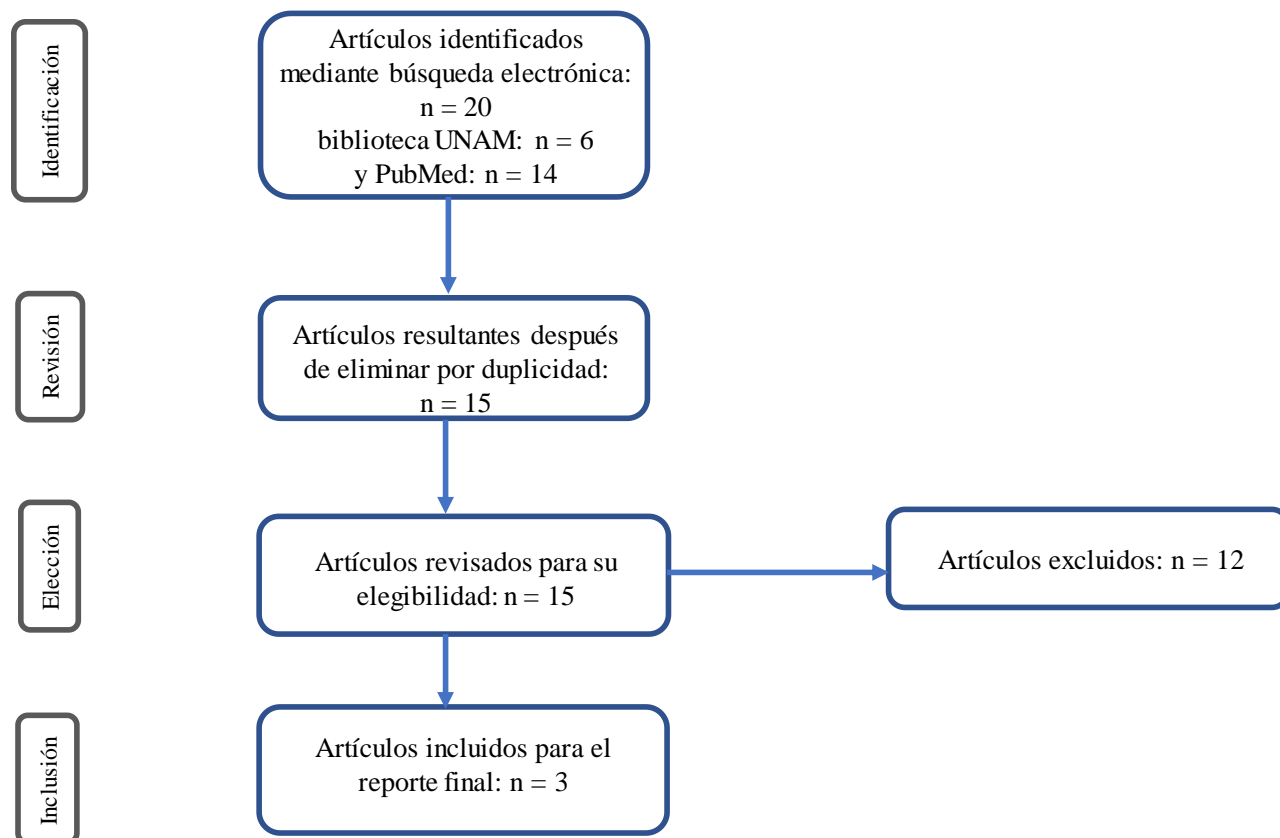 Identificación
Artículos identificados
mediante búsqueda electrónica:
n = 20
biblioteca UNAM: n = 6
y PubMed: n = 14
Revisión
Artículos resultantes después
de eliminar por duplicidad:
n = 15
Elección
Artículos revisados para su
elegibilidad: n = 15
Artículos excluidos: n = 12
Inclusión
Artículos incluidos para el
reporte final: n = 3